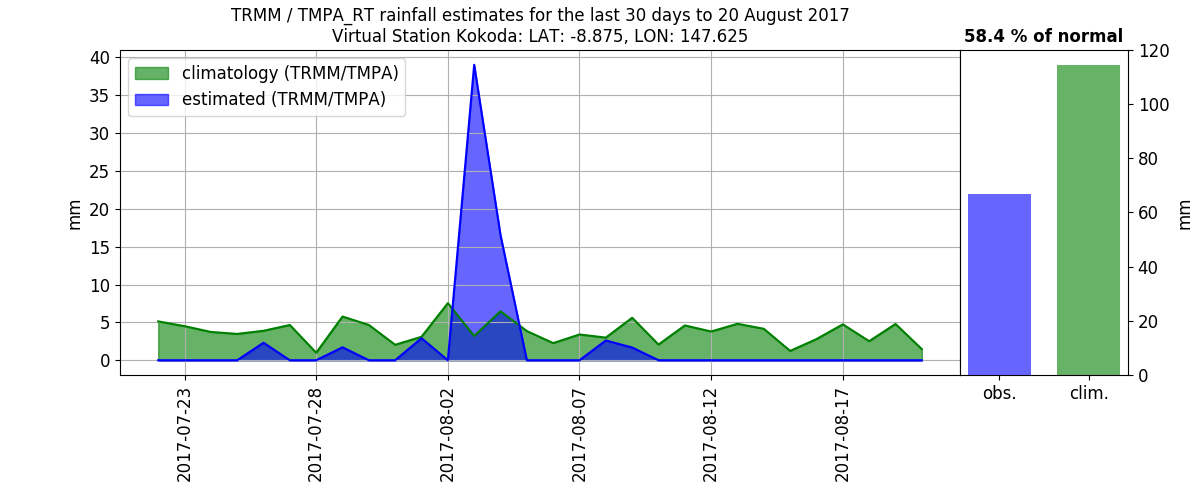 TRMM / TMPA_RT rainfall estimates for the last 30 days to 20 August 2017
Virtual Station Kokoda: LAT: -8.875, LON: 147.625
58.4 % of normal
climatology (TRMM/TMPA)
estimated (TRMM/TMPA)
mm
40
35
30
25
20
15
10
5
0
2017-07-23
2017-07-28
2017-08-02
2017-08-07
2017-08-12
2017-08-17
obs.
clim.
120
100
80
60
40
20
0
mm